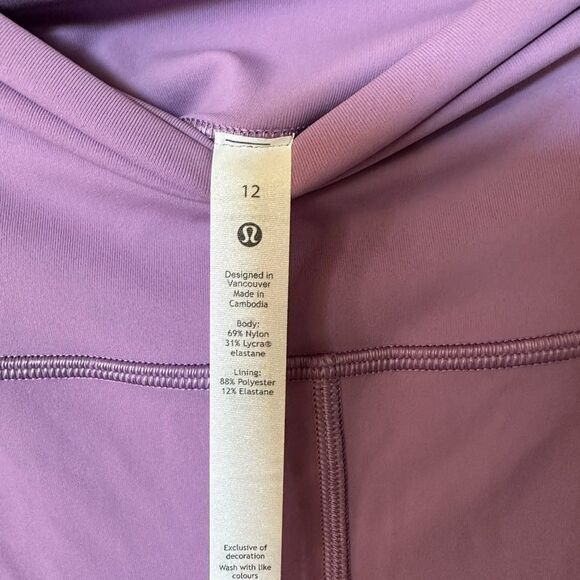 12
Designed in
Vancouver
Made in
Cambodia
Body:
69% Nylon
31% Lycra®
elastane
Lining:
88% Polyester
12% Elastane
Exclusive of
decoration
Wash with like
colours